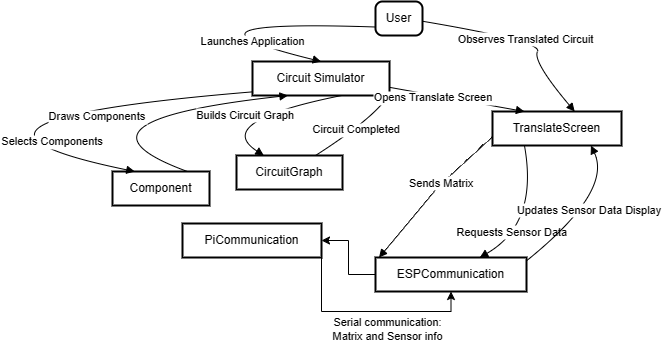 User
Launches Application
Observes Translated Circuit
Circuit Simulator
Opens Translate Screen
Draws Components
Builds Circuit Graph
Circuit Completed
TranslateScreen
Selects Components
CircuitGraph
Component
Sends Matrix
Updates Sensor Data Display
Requests Sensor Data
PiCommunication
ESPCommunication
Serial communication:
Matrix and Sensor info